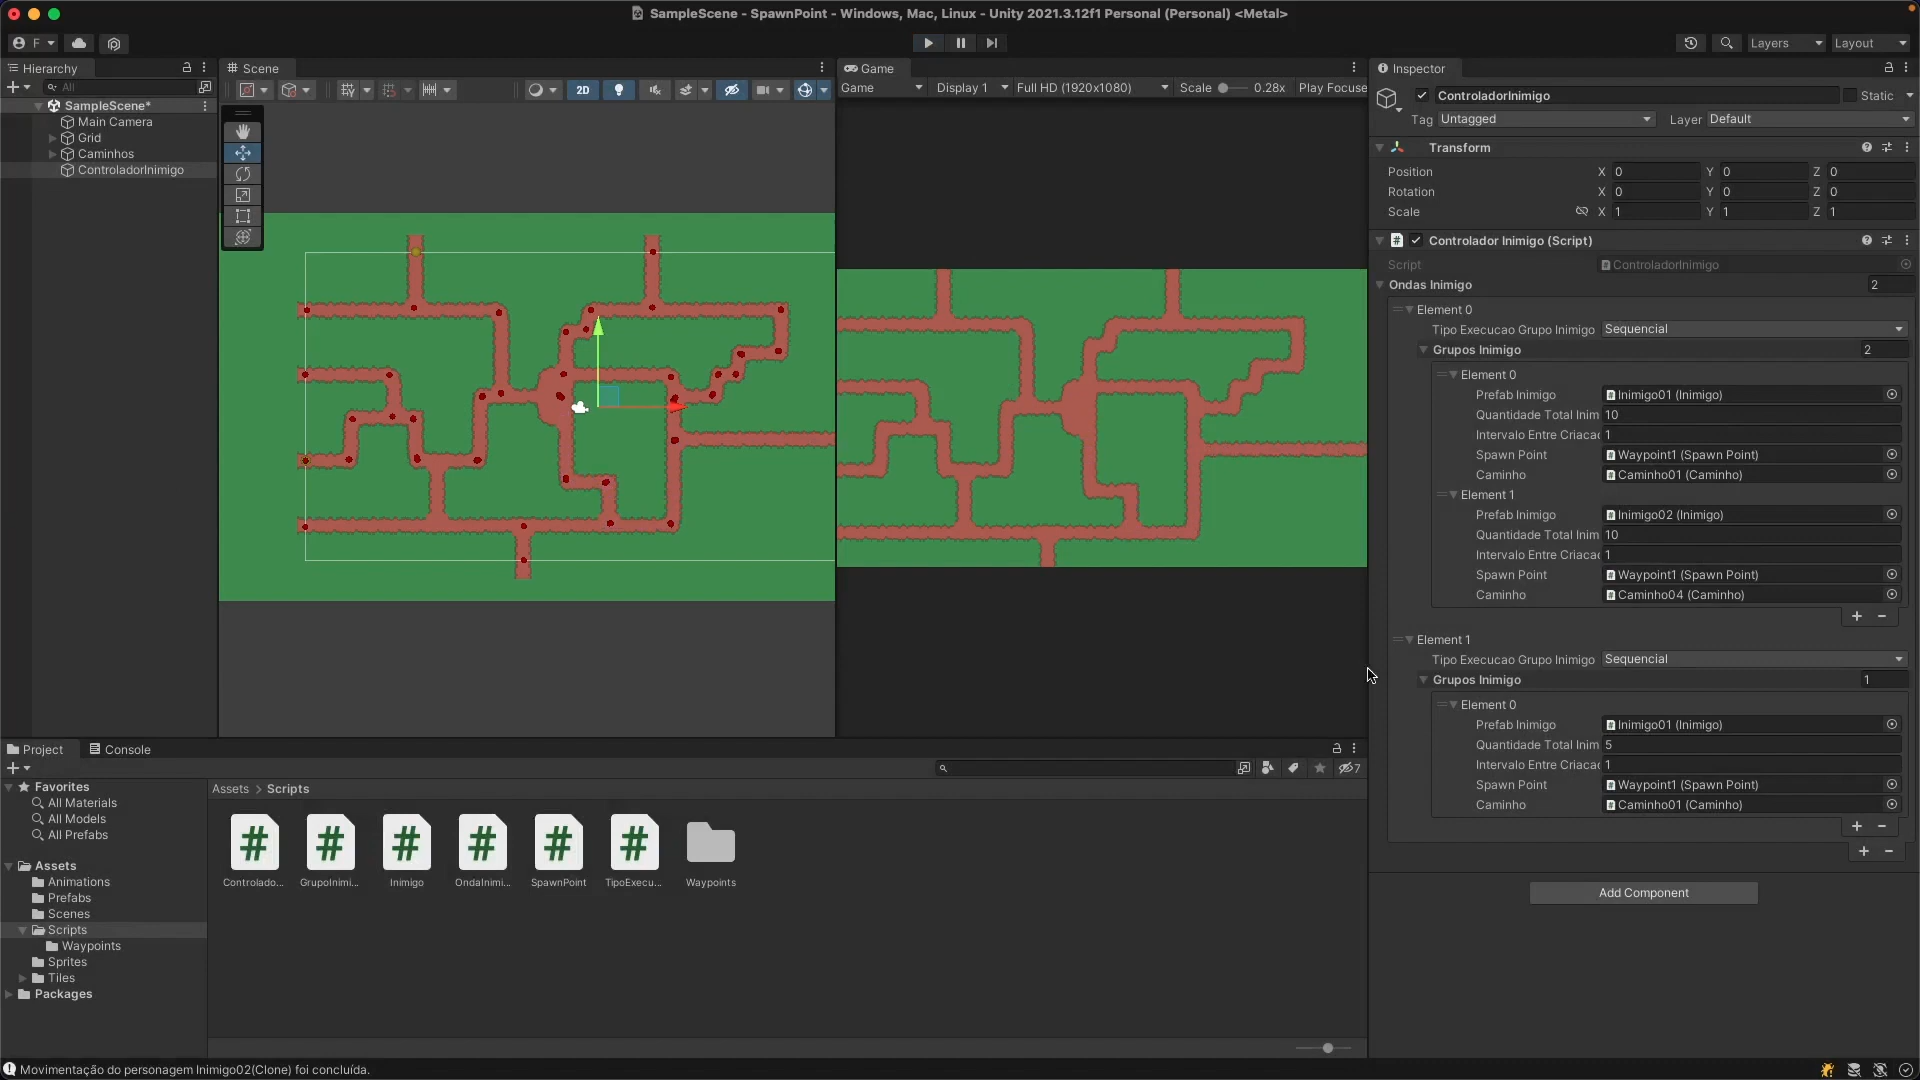 SampleScene - SpawnPoint - Windows, Mac, Linux - Unity 2021.3.12f1 Personal (Personal) <Metal>
F
Layers
Layout
Hierarchy
All
SampleScene*
Main Camera
Grid
Caminhos
ControladorInimigo
Scene
2D
Game
Game
Display 1
Full HD (1920x1080)
Scale
0.28x
Play Focuse
Inspector
ControladorInimigo
Static
Tag
Untagged
Layer
Default
Transform
Position X 0 Y 0 Z 0
Rotation X 0 Y 0 Z 0
Scale X 1 Y 1 Z 1
Controlador Inimigo (Script)
Script ControladorInimigo
Ondas Inimigo 2
Element 0
Tipo Execucao Grupo Inimigo Sequencial
Grupos Inimigo 2
Element 0
Prefab Inimigo Inimigo01 (Inimigo)
Quantidade Total Inim 10
Intervalo Entre Criacac 1
Spawn Point Waypoint1 (Spawn Point)
Caminho Caminho01 (Caminho)
Element 1
Prefab Inimigo Inimigo02 (Inimigo)
Quantidade Total Inim 10
Intervalo Entre Criacac 1
Spawn Point Waypoint1 (Spawn Point)
Caminho Caminho04 (Caminho)
+ −
Element 1
Tipo Execucao Grupo Inimigo Sequencial
Grupos Inimigo 1
Element 0
Prefab Inimigo Inimigo01 (Inimigo)
Quantidade Total Inim 5
Intervalo Entre Criacac 1
Spawn Point Waypoint1 (Spawn Point)
Caminho Caminho01 (Caminho)
+ −
+ −
Add Component
Project
Console
7
Favorites
All Materials
All Models
All Prefabs
Assets
Animations
Prefabs
Scenes
Scripts
Waypoints
Sprites
Tiles
Packages
Assets > Scripts
Controlado...
GrupoInimi...
Inimigo
OndaInimi...
SpawnPoint
TipoExecu...
Waypoints
Movimentação do personagem Inimigo02(Clone) foi concluída.